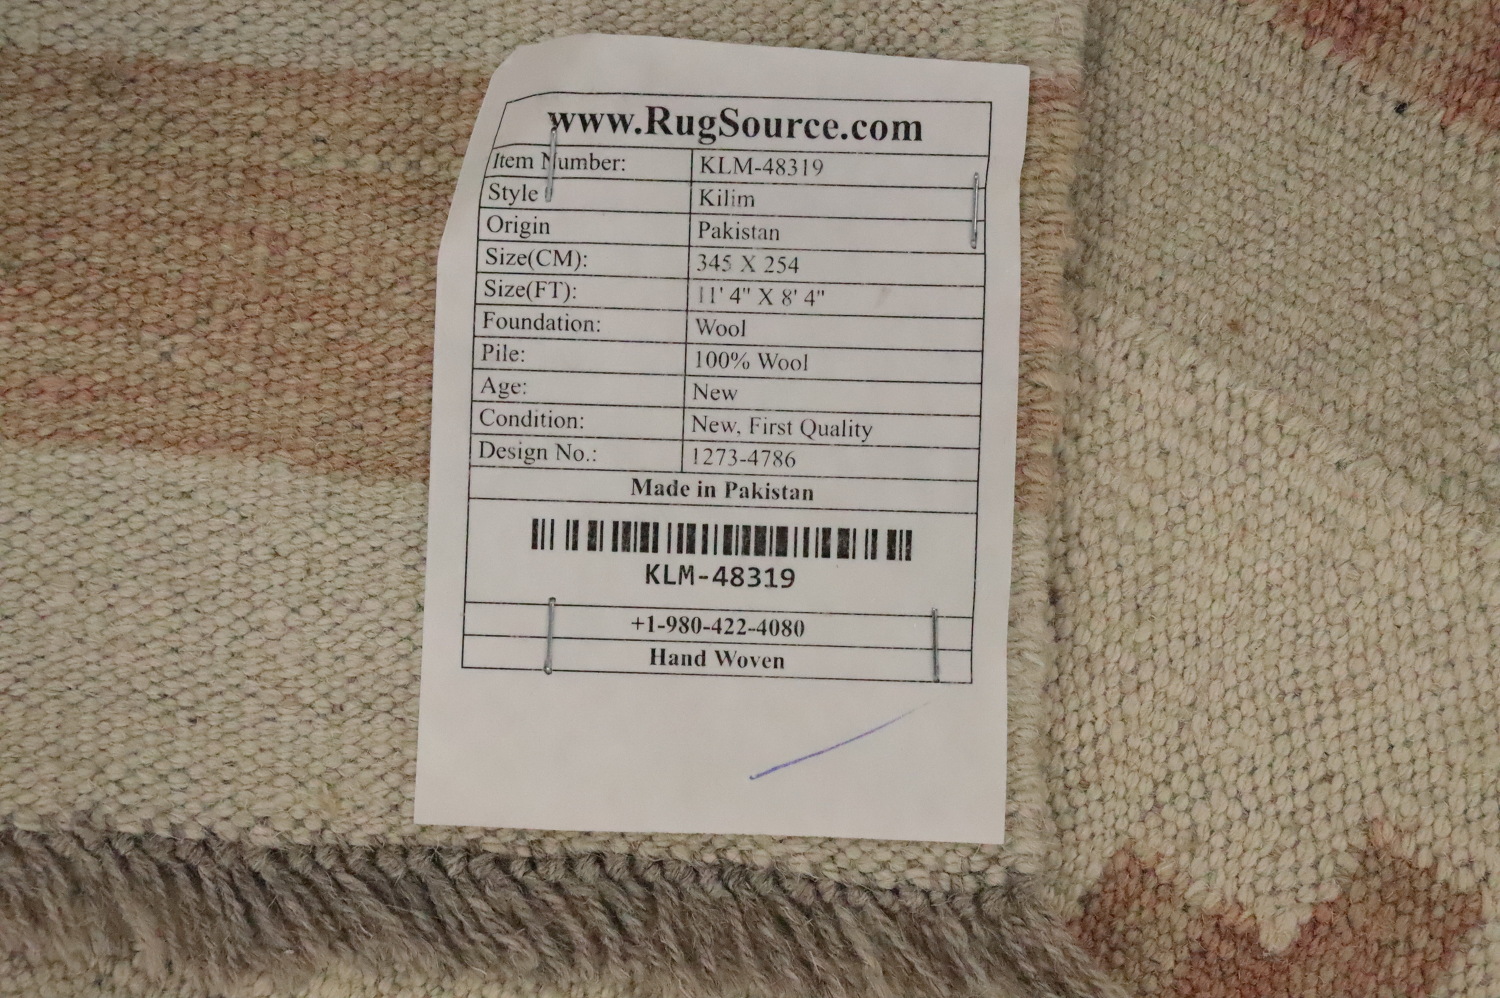 www.RugSource.com
Item Number: KLM-48319
Style Kilim
Origin Pakistan
Size(CM): 345 X 254
Size(FT): 11' 4" X 8' 4"
Foundation: Wool
Pile: 100% Wool
Age: New
Condition: New, First Quality
Design No.: 1273-4786
Made in Pakistan
KLM-48319
+1-980-422-4080
Hand Woven